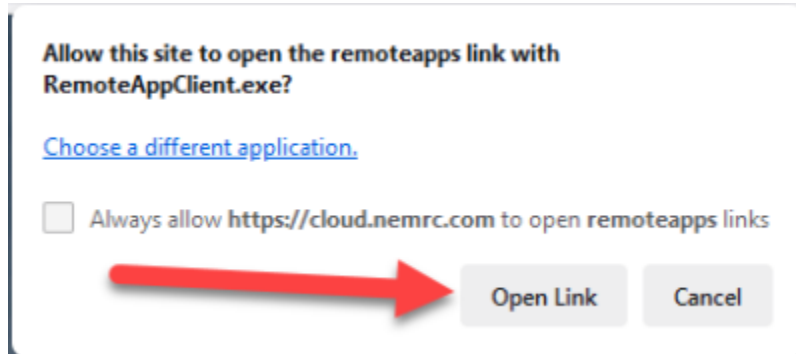 Allow this site to open the remoteapps link with
RemoteAppClient.exe?
Choose a different application.
Always allow https://cloud.nemrc.com to open remoteapps links
Open Link
Cancel